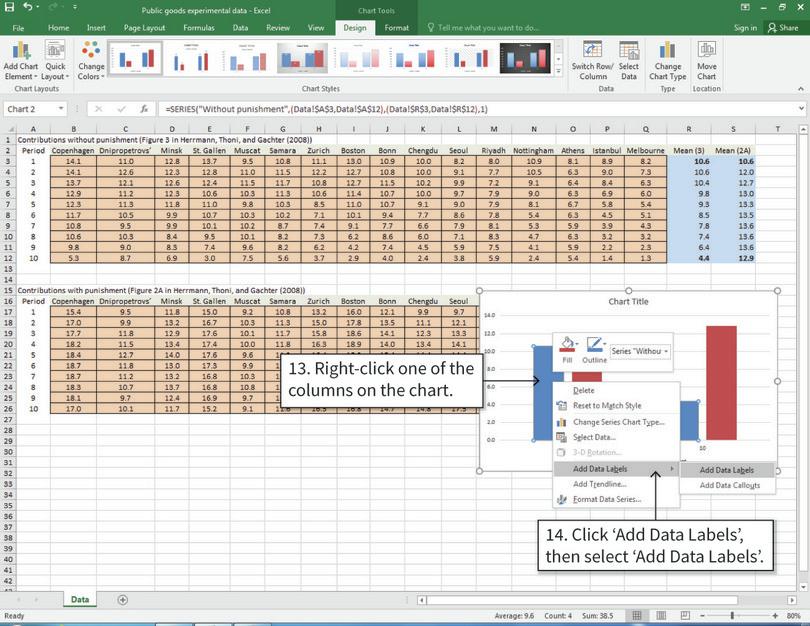 Public goods experimental data - Excel
Chart Tools
File Home Insert Page Layout Formulas Data Review View Design Format Tell me what you want to do... Sign in Share
Add Chart Element Quick Layout Change Colors Switch Row/ Column Select Data Change Chart Type Move Chart
Chart Layouts Chart Styles Data Type Location
Chart 2 fx =SERIES("Without punishment",(Data!$A$3,Data!$A$12),(Data!$R$3,Data!$R$12),1)
A B C D E F G H I J K L M N O P Q R S T
1 Contributions without punishment (Figure 3 in Herrmann, Thoni, and Gachter (2008))
2 Period Copenhagen Dnipropetrovs' Minsk St. Gallen Muscat Samara Zurich Boston Bonn Chengdu Seoul Riyadh Nottingham Athens Istanbul Melbourne Mean (3) Mean (2A)
3 1 14.1 11.0 12.8 13.7 9.5 10.8 11.1 13.0 10.9 10.0 8.2 8.0 10.9 8.1 8.9 8.2 10.6 10.6
4 2 14.1 12.6 12.3 12.8 11.0 11.5 12.2 12.7 10.8 10.0 9.1 7.7 10.5 6.3 9.0 7.3 10.6 12.0
5 3 13.7 12.1 12.6 12.4 11.5 11.7 10.8 12.7 11.5 10.2 9.9 7.2 9.1 6.4 8.4 6.3 10.4 12.7
6 4 12.9 11.2 12.3 10.6 10.3 11.3 10.6 11.4 10.7 9.0 9.7 7.9 9.0 6.3 6.9 6.0 9.8 13.0
7 5 12.3 11.3 11.8 11.0 9.8 10.3 8.5 11.0 10.7 9.1 9.0 7.9 8.1 6.7 5.8 5.4 9.3 13.3
8 6 11.7 10.5 9.9 10.7 10.3 10.2 7.1 10.1 9.4 7.7 8.6 7.8 5.4 6.3 4.5 5.1 8.5 13.5
9 7 10.8 9.5 9.9 10.1 10.2 8.7 7.4 9.1 7.7 6.6 7.9 8.1 5.3 5.9 3.9 4.3 7.8 13.6
10 8 10.6 10.3 8.4 9.5 10.1 8.2 7.3 6.2 8.6 6.0 7.1 8.3 4.7 6.3 3.2 3.2 7.4 13.6
11 9 9.8 9.0 8.3 7.4 9.6 8.2 6.2 4.2 7.4 4.5 5.9 7.5 4.1 5.9 2.2 2.3 6.4 13.6
12 10 5.3 8.7 6.9 3.0 7.5 5.6 3.7 2.9 4.0 2.4 3.8 5.9 2.4 5.4 1.4 1.3 4.4 12.9
13
14
15 Contributions with punishment (Figure 2A in Herrmann, Thoni, and Gachter (2008))
16 Period Copenhagen Dnipropetrovs' Minsk St. Gallen Muscat Samara Zurich Boston Bonn Chengdu Seoul
17 1 15.4 9.5 11.8 15.0 9.2 10.8 13.2 16.0 12.1 9.9 9.7
18 2 17.0 9.9 13.2 16.7 10.3 11.3 15.0 17.8 13.5 11.1 12.1
19 3 17.7 11.8 12.9 17.6 10.1 11.7 15.8 18.6 14.1 12.3 13.3
20 4 18.2 11.5 13.4 17.4 10.0 11.8 16.1
21 5 18.4 12.7 14.0 17.6 9.6
22 6 18.7 11.8 13.0 17.3 9.9
23 7 18.7 11.2 13.2 16.8 10.3
24 8 18.3 10.7 13.7 16.8 10.8
25 9 18.1 9.7 12.4 16.9 9.7
26 10 17.0 10.1 11.7 15.2 9.1
27
28
29
30
31
32
33
34
35
36
37
38
39
40
41
42
Chart Title
14.0
12.0
10.0
8.0
6.0
4.0
2.0
0.0
10
Fill Outline Series "Withou
Delete
Reset to Match Style
Change Series Chart Type...
Select Data...
3-D Rotation...
Add Data Labels
Add Trendline...
Format Data Series...
Add Data Labels
Add Data Callouts
13. Right-click one of the
columns on the chart.
14. Click ‘Add Data Labels’,
then select ‘Add Data Labels’.
Data
Ready Average: 9.6 Count: 4 Sum: 38.5 80%